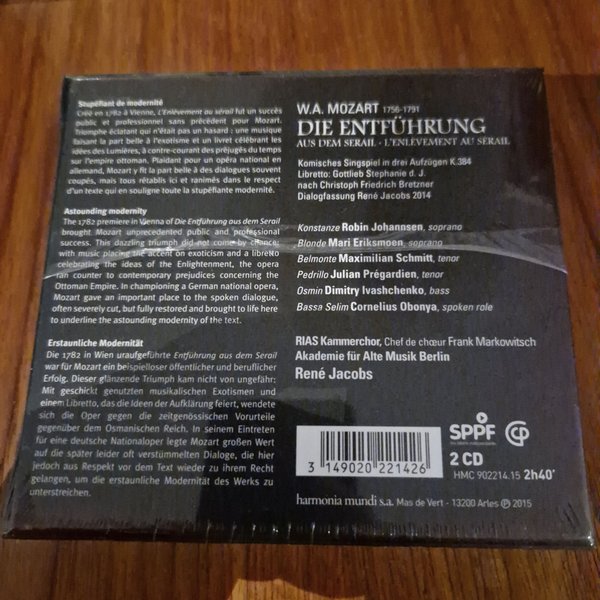 Stupéfiant de modernité
Créé en 1782 à Vienne, L'Enlèvement au sérail fut un succès
public et professionnel sans précédent pour Mozart.
Triomphe éclatant qui n'était pas un hasard : une musique
faisant la part belle à l'exotisme et un livret célébrant les
idées des Lumières, à contre-courant des préjugés du temps
sur l'empire ottoman. Plaidant pour un opéra national en
allemand, Mozart y fit la part belle à des dialogues souvent
coupés, mais tous rétablis ici et ranimés dans le respect
d'un texte qui en souligne toute la stupéfiante modernité.
Astounding modernity
The 1782 premiere in Vienna of Die Entführung aus dem Serail
brought Mozart unprecedented public and professional
success. This dazzling triumph did not come by chance:
with music placing the accent on exoticism and a libretto
celebrating the ideas of the Enlightenment, the opera
ran counter to contemporary prejudices concerning the
Ottoman Empire. In championing a German national opera,
Mozart gave an important place to the spoken dialogue,
often severely cut, but fully restored and brought to life here
to underline the astounding modernity of the text.
Erstaunliche Modernität
Die 1782 in Wien uraufgeführte Entführung aus dem Serail
war für Mozart ein beispielloser öffentlicher und beruflicher
Erfolg. Dieser glänzende Triumph kam nicht von ungefähr:
Mit geschickt genutzten musikalischen Exotismen und
einem Libretto, das die Ideen der Aufklärung feiert, wendete
sich die Oper gegen die zeitgenössischen Vorurteile
gegenüber dem Osmanischen Reich. In seinem Eintreten
für eine deutsche Nationaloper legte Mozart großen Wert
auf die später leider oft verstümmelten Dialoge, die hier
jedoch aus Respekt vor dem Text wieder zu ihrem Recht
gelangen, um die erstaunliche Modernität des Werks zu
unterstreichen.
W.A. MOZART 1756-1791
DIE ENTFÜHRUNG
AUS DEM SERAIL · L'ENLÈVEMENT AU SÉRAIL
Komisches Singspiel in drei Aufzügen K.384
Libretto: Gottlieb Stephanie d. J.
nach Christoph Friedrich Bretzner
Dialogfassung René Jacobs 2014
Konstanze Robin Johannsen, soprano
Blonde Mari Eriksmoen, soprano
Belmonte Maximilian Schmitt, tenor
Pedrillo Julian Prégardien, tenor
Osmin Dimitry Ivashchenko, bass
Bassa Selim Cornelius Obonya, spoken role
RIAS Kammerchor, Chef de chœur Frank Markowitsch
Akademie für Alte Musik Berlin
René Jacobs
SPPF
2 CD
HMC 902214.15 2h40'
3 149020 221426
harmonia mundi s.a. Mas de Vert - 13200 Arles ℗ 2015